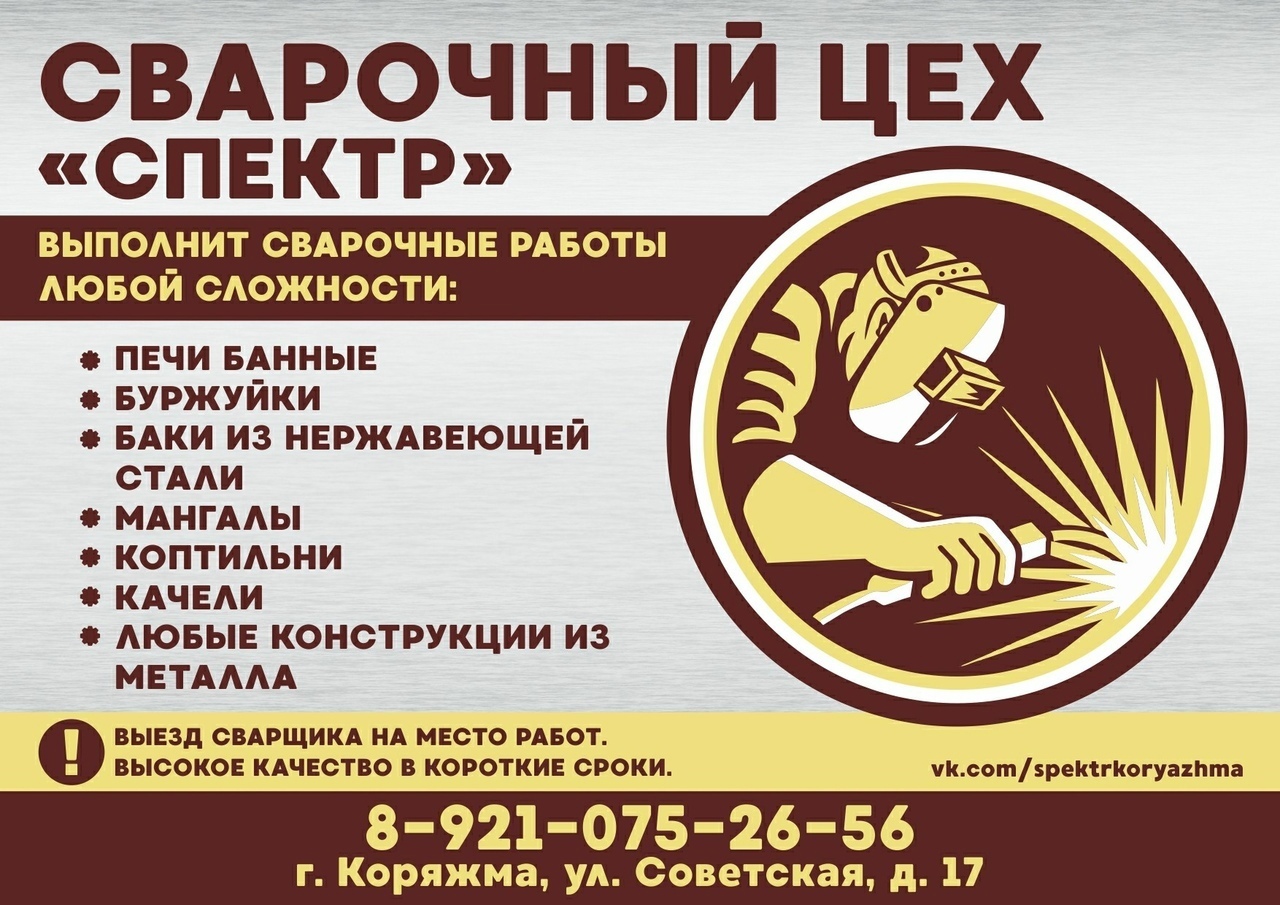 СВАРОЧНЫЙ ЦЕХ
«СПЕКТР»
ВЫПОЛНИТ СВАРОЧНЫЕ РАБОТЫ
ЛЮБОЙ СЛОЖНОСТИ:
ПЕЧИ БАННЫЕ
БУРЖУЙКИ
БАКИ ИЗ НЕРЖАВЕЮЩЕЙ
СТАЛИ
МАНГАЛЫ
КОПТИЛЬНИ
КАЧЕЛИ
ЛЮБЫЕ КОНСТРУКЦИИ ИЗ
МЕТАЛЛА
! ВЫЕЗД СВАРЩИКА НА МЕСТО РАБОТ.
ВЫСОКОЕ КАЧЕСТВО В КОРОТКИЕ СРОКИ.
vk.com/spektrkoryazhma
8-921-075-26-56
г. Коряжма, ул. Советская, д. 17